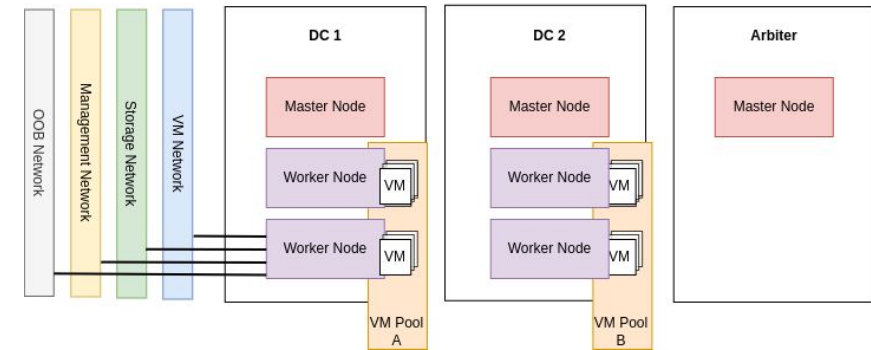 OOB Network
Management Network
Storage Network
VM Network
DC 1
Master Node
Worker Node
VM
Worker Node
VM
VM Pool
A
DC 2
Master Node
Worker Node
VM
Worker Node
VM
VM Pool
B
Arbiter
Master Node